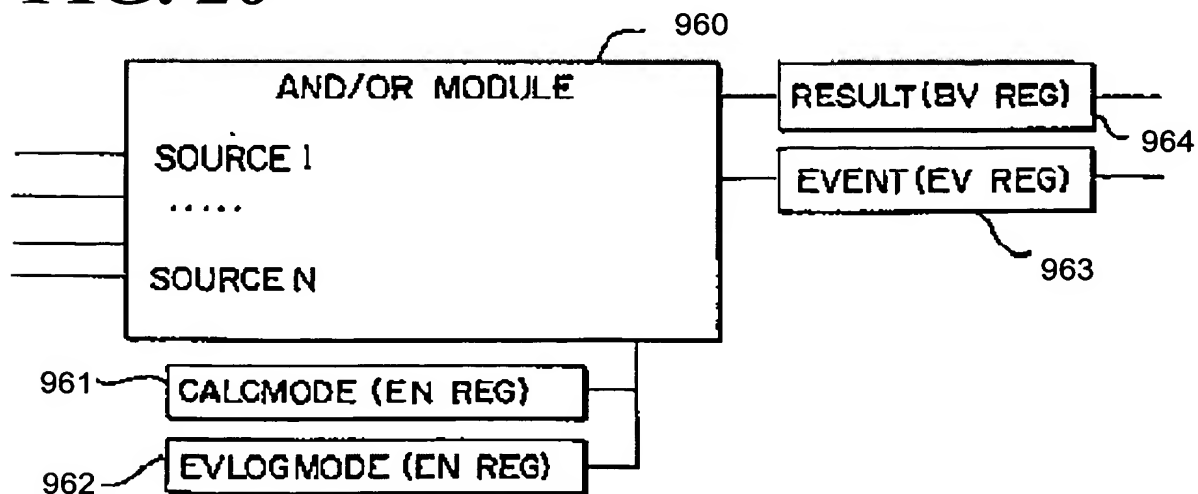 960
AND/OR MODULE
RESULT(BV REG)
964
SOURCE 1
.....
EVENT(EV REG)
963
SOURCE N
961
CALCMODE (EN REG)
EVLOGMODE (EN REG)
962